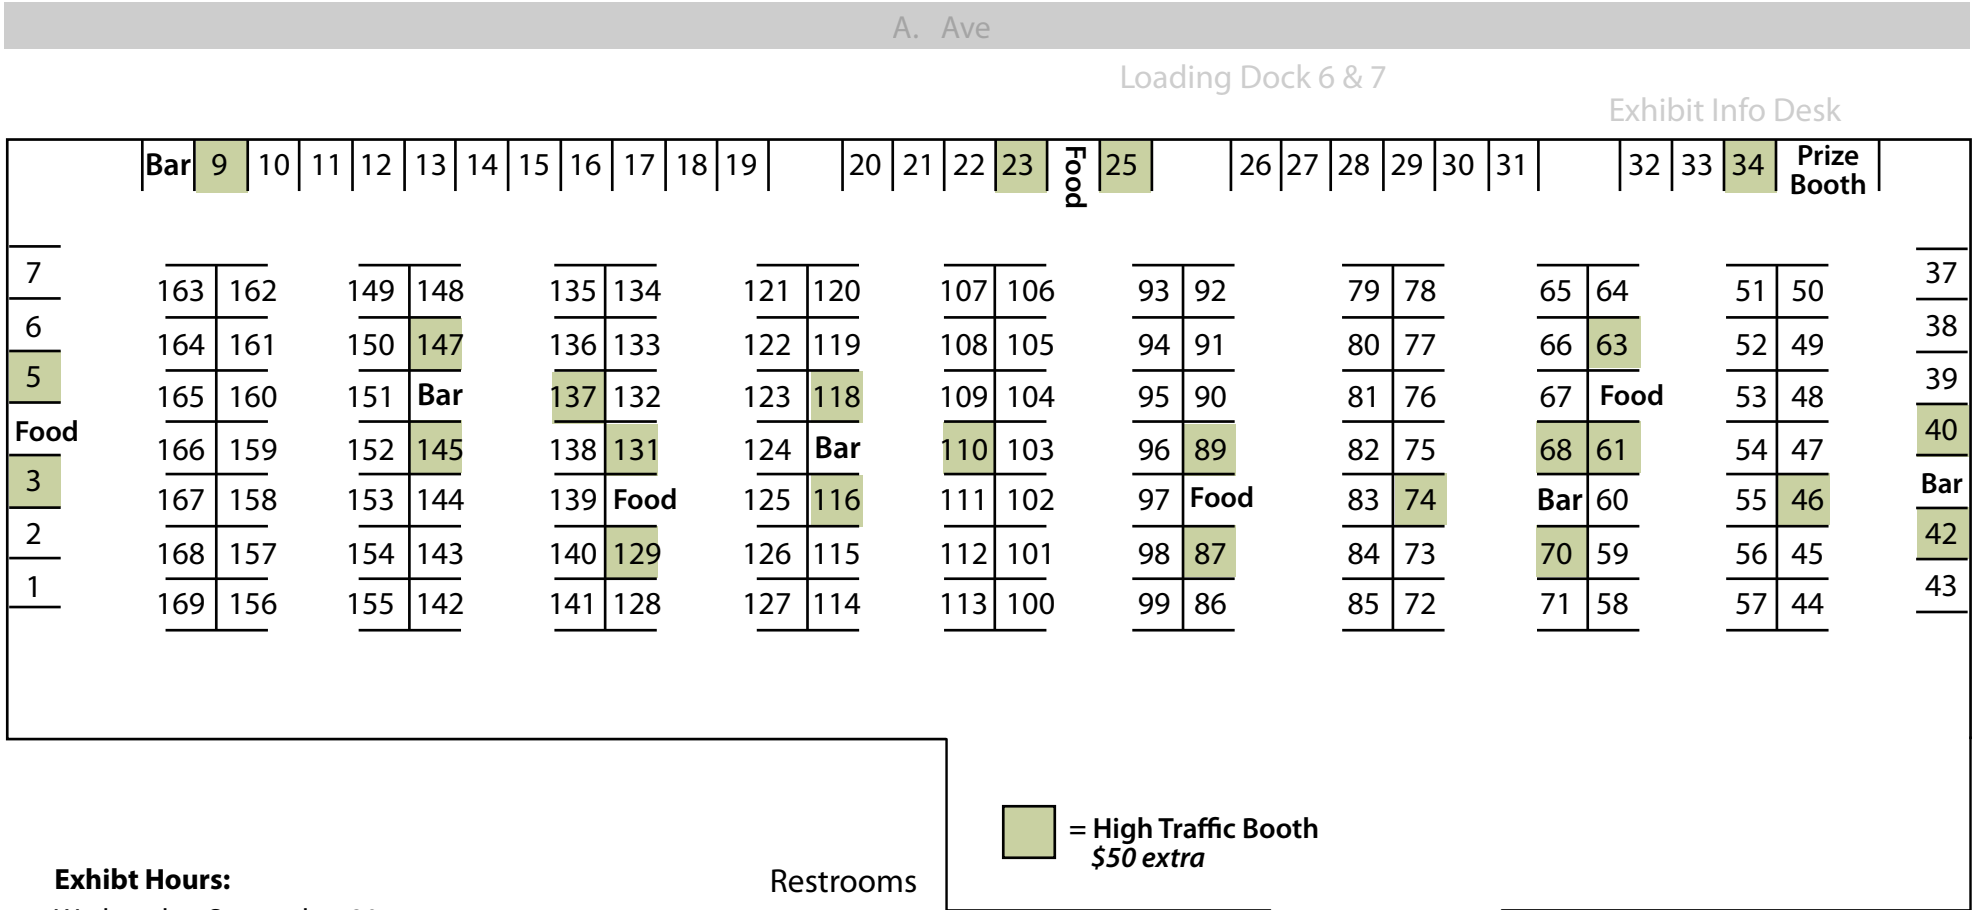 A. Ave
Loading Dock 6 & 7
Exhibit Info Desk
Bar 9 10 11 12 13 14 15 16 17 18 19 20 21 22 23 Food 25 26 27 28 29 30 31 32 33 34 Prize Booth
7 163 162 149 148 135 134 121 120 107 106 93 92 79 78 65 64 51 50 37
6 164 161 150 147 136 133 122 119 108 105 94 91 80 77 66 63 52 49 38
5 165 160 151 Bar 137 132 123 118 109 104 95 90 81 76 67 Food 53 48 39
Food 166 159 152 145 138 131 124 Bar 110 103 96 89 82 75 68 61 54 47 40
3 167 158 153 144 139 Food 125 116 111 102 97 Food 83 74 Bar 60 55 46 Bar
2 168 157 154 143 140 129 126 115 112 101 98 87 84 73 70 59 56 45 42
1 169 156 155 142 141 128 127 114 113 100 99 86 85 72 71 58 57 44 43
= High Traffic Booth
$50 extra
Exhibt Hours:
Restrooms